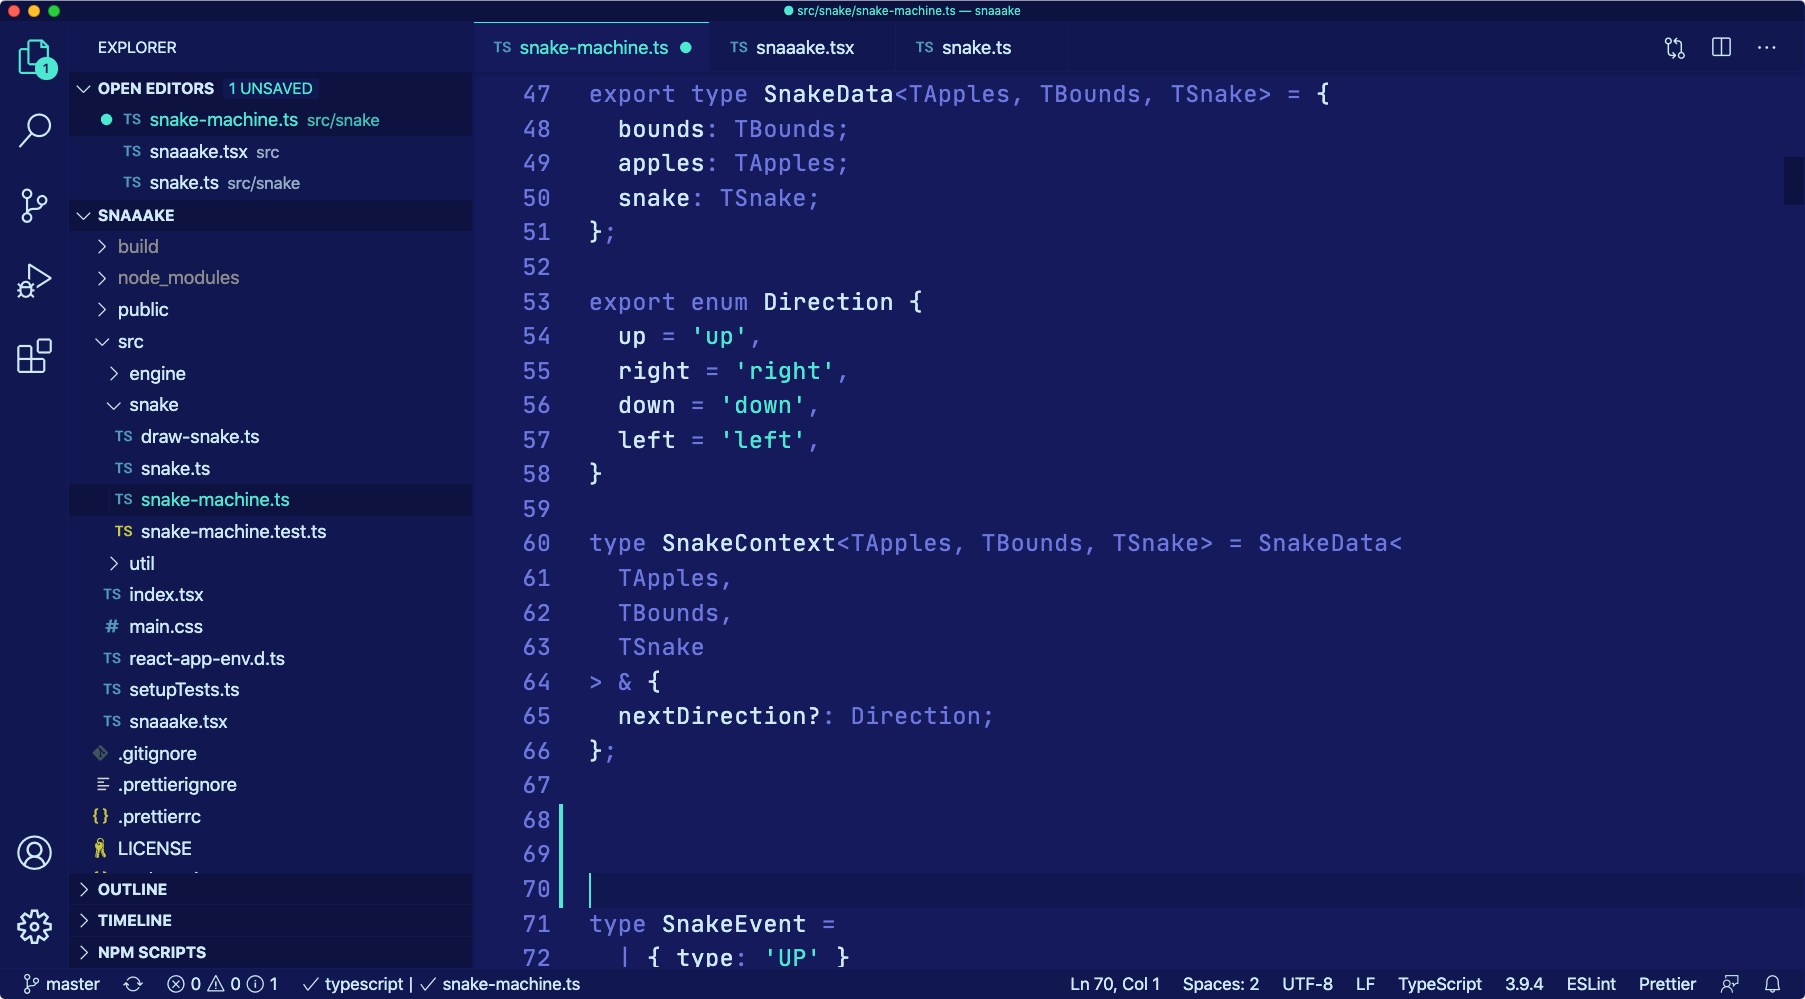 src/snake/snake-machine.ts — snaaake
1
EXPLORER
OPEN EDITORS 1 UNSAVED
TS snake-machine.ts src/snake
TS snaaake.tsx src
TS snake.ts src/snake
SNAAAKE
build
node_modules
public
src
engine
snake
TS draw-snake.ts
TS snake.ts
TS snake-machine.ts
TS snake-machine.test.ts
util
TS index.tsx
# main.css
TS react-app-env.d.ts
TS setupTests.ts
TS snaaake.tsx
.gitignore
.prettierignore
{} .prettierrc
LICENSE
OUTLINE
TIMELINE
NPM SCRIPTS
TS snake-machine.ts TS snaaake.tsx TS snake.ts
47 export type SnakeData<TApples, TBounds, TSnake> = {
48 bounds: TBounds;
49 apples: TApples;
50 snake: TSnake;
51 };
52
53 export enum Direction {
54 up = 'up',
55 right = 'right',
56 down = 'down',
57 left = 'left',
58 }
59
60 type SnakeContext<TApples, TBounds, TSnake> = SnakeData<
61 TApples,
62 TBounds,
63 TSnake
64 > & {
65 nextDirection?: Direction;
66 };
67
68
69
70
71 type SnakeEvent =
72 | { type: 'UP' }
master 0 0 1 typescript | snake-machine.ts Ln 70, Col 1 Spaces: 2 UTF-8 LF TypeScript 3.9.4 ESLint Prettier